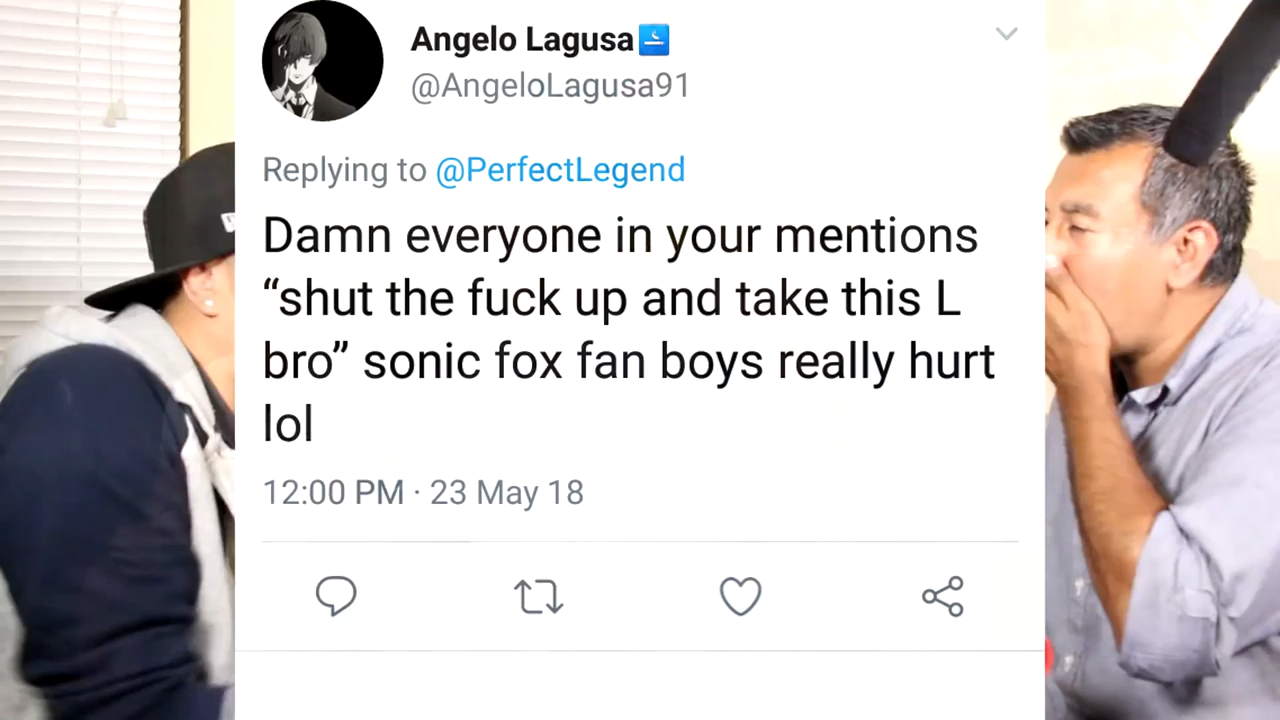 Angelo Lagusa
@AngeloLagusa91
Replying to @PerfectLegend
Damn everyone in your mentions
“shut the fuck up and take this L
bro” sonic fox fan boys really hurt
lol
12:00 PM · 23 May 18